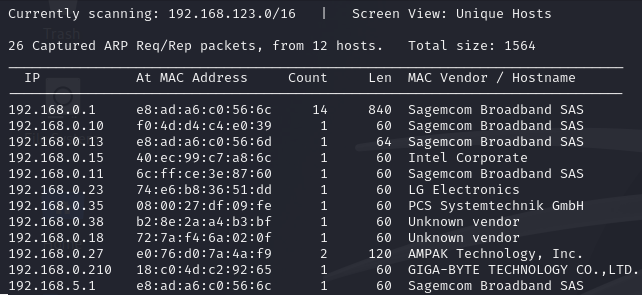 Currently scanning: 192.168.123.0/16   |   Screen View: Unique Hosts
26 Captured ARP Req/Rep packets, from 12 hosts.   Total size: 1564
IP            At MAC Address     Count     Len  MAC Vendor / Hostname
192.168.0.1     e8:ad:a6:c0:56:6c     14     840  Sagemcom Broadband SAS
192.168.0.10    f0:4d:d4:c4:e0:39      1      60  Sagemcom Broadband SAS
192.168.0.13    e8:ad:a6:c0:56:6d      1      64  Sagemcom Broadband SAS
192.168.0.15    40:ec:99:c7:a8:6c      1      60  Intel Corporate
192.168.0.11    6c:ff:ce:3e:87:60      1      60  Sagemcom Broadband SAS
192.168.0.23    74:e6:b8:36:51:dd      1      60  LG Electronics
192.168.0.35    08:00:27:df:09:fe      1      60  PCS Systemtechnik GmbH
192.168.0.38    b2:8e:2a:a4:b3:bf      1      60  Unknown vendor
192.168.0.18    72:7a:f4:6a:02:0f      1      60  Unknown vendor
192.168.0.27    e0:76:d0:7a:4a:f9      2     120  AMPAK Technology, Inc.
192.168.0.210   18:c0:4d:c2:92:65      1      60  GIGA-BYTE TECHNOLOGY CO.,LTD.
192.168.5.1     e8:ad:a6:c0:56:6c      1      60  Sagemcom Broadband SAS
Trash